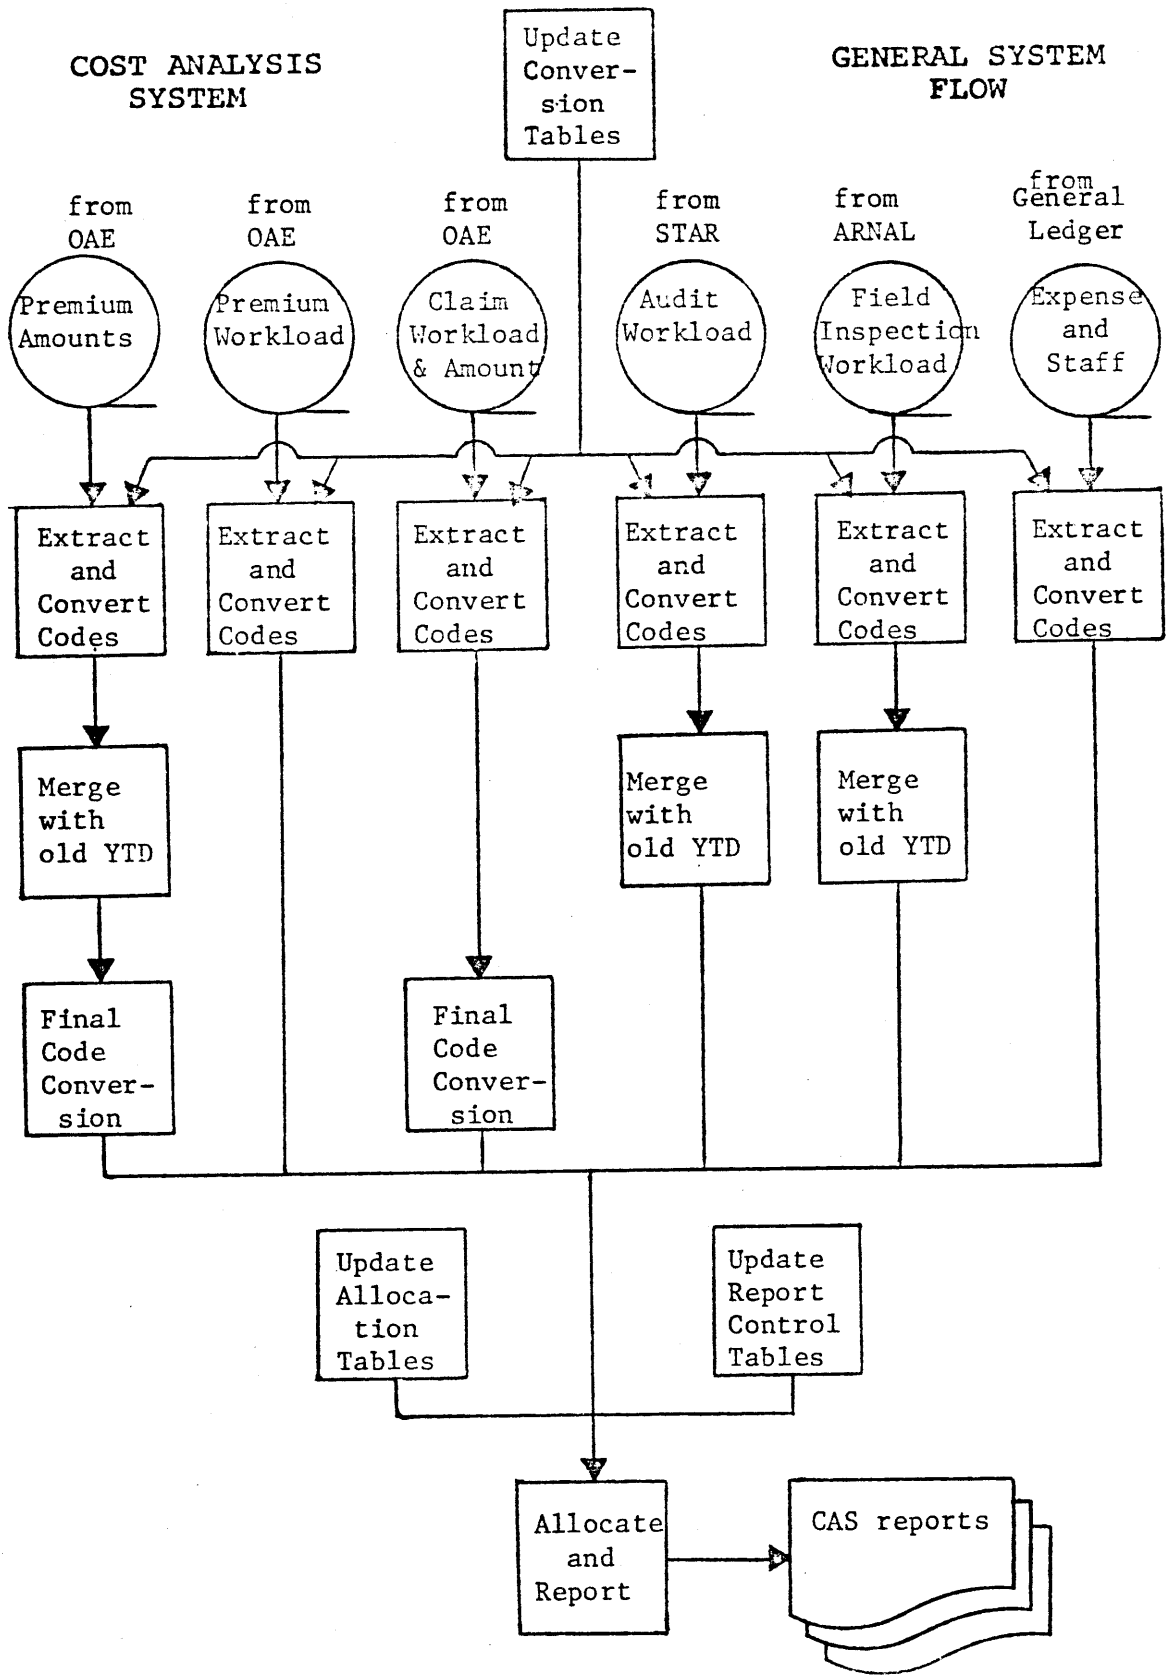 COST ANALYSIS
SYSTEM
Update
Conver-
sion
Tables
GENERAL SYSTEM
FLOW
from
OAE
from
OAE
from
OAE
from
STAR
from
ARNAL
from
General
Ledger
Premium
Amounts
Premium
Workload
Claim
Workload
& Amount
Audit
Workload
Field
Inspection
Workload
Expense
and
Staff
Extract
and
Convert
Codes
Extract
and
Convert
Codes
Extract
and
Convert
Codes
Extract
and
Convert
Codes
Extract
and
Convert
Codes
Extract
and
Convert
Codes
Merge
with
old YTD
Merge
with
old YTD
Merge
with
old YTD
Final
Code
Conver-
sion
Final
Code
Conver-
sion
Update
Alloca-
tion
Tables
Update
Report
Control
Tables
Allocate
and
Report
CAS reports